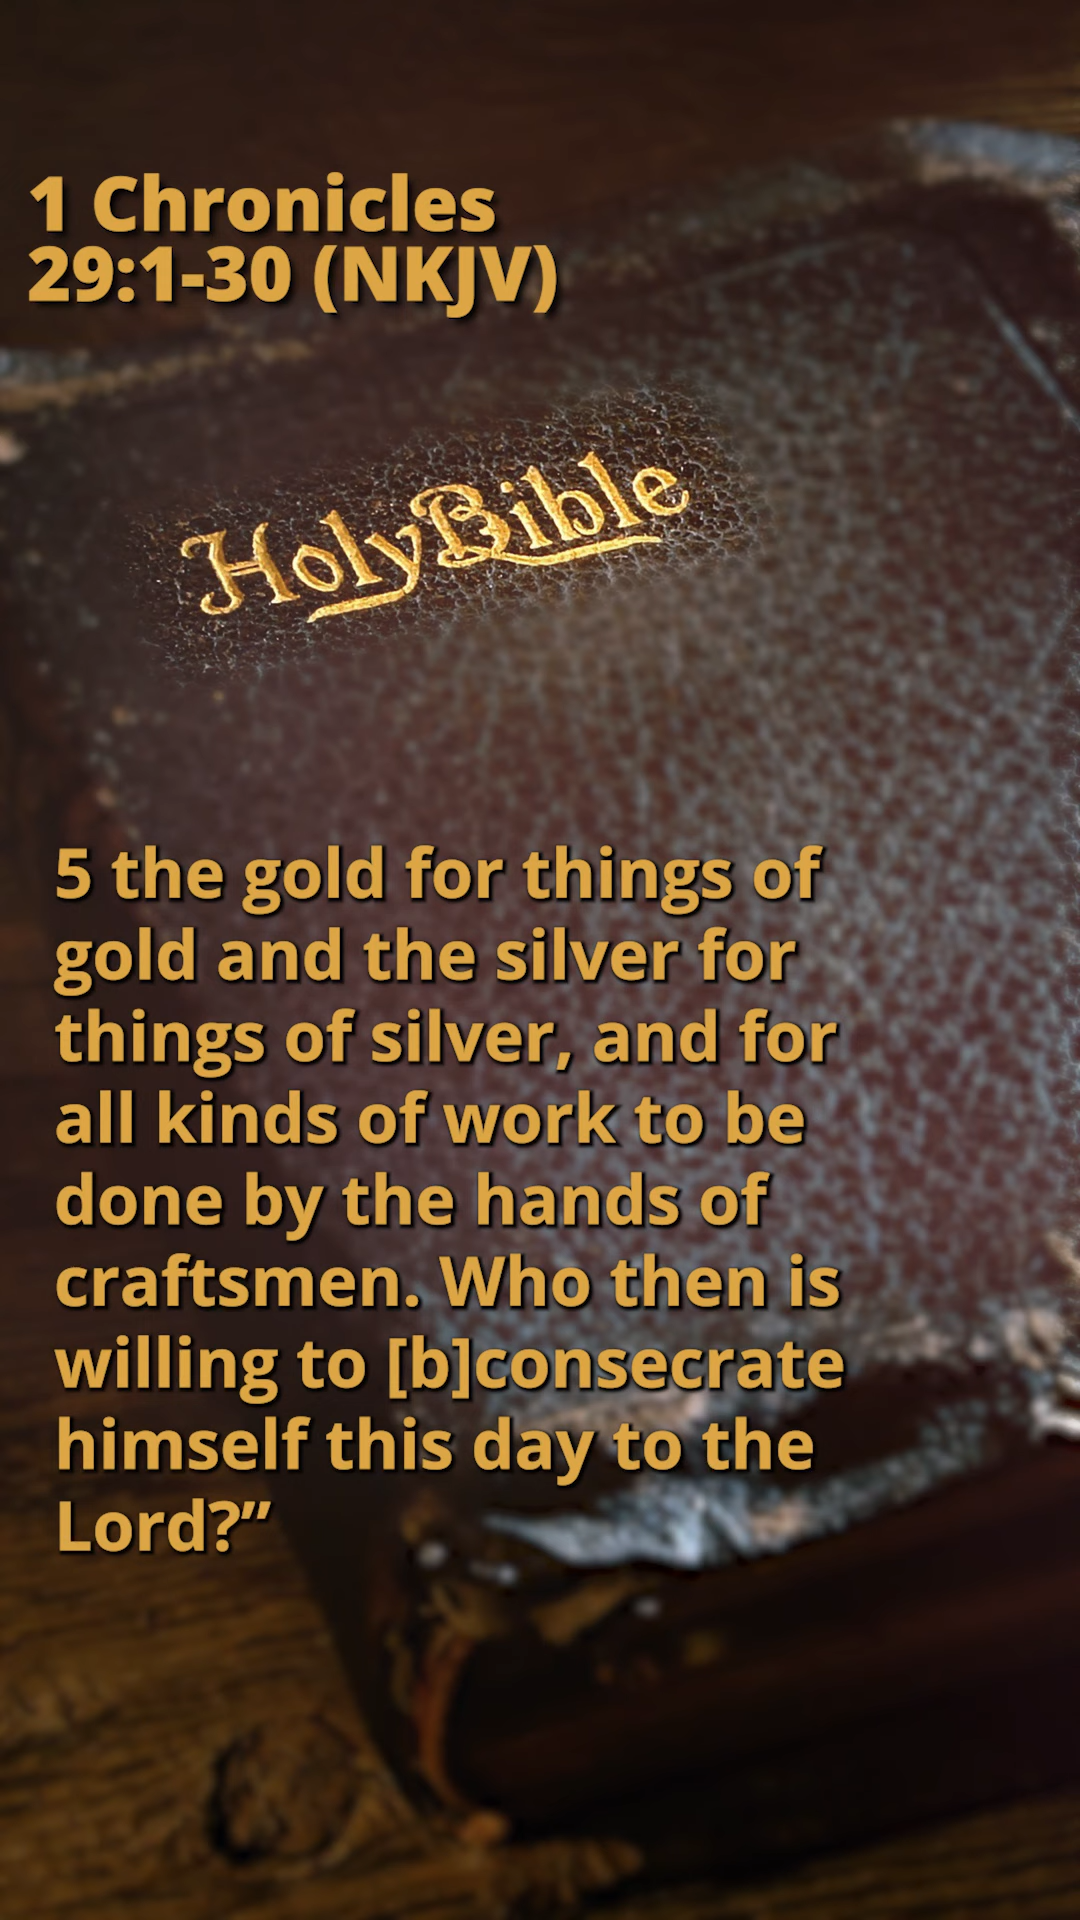 1 Chronicles
29:1-30 (NKJV)
Holy Bible
5 the gold for things of
gold and the silver for
things of silver, and for
all kinds of work to be
done by the hands of
craftsmen. Who then is
willing to [b]consecrate
himself this day to the
Lord?”